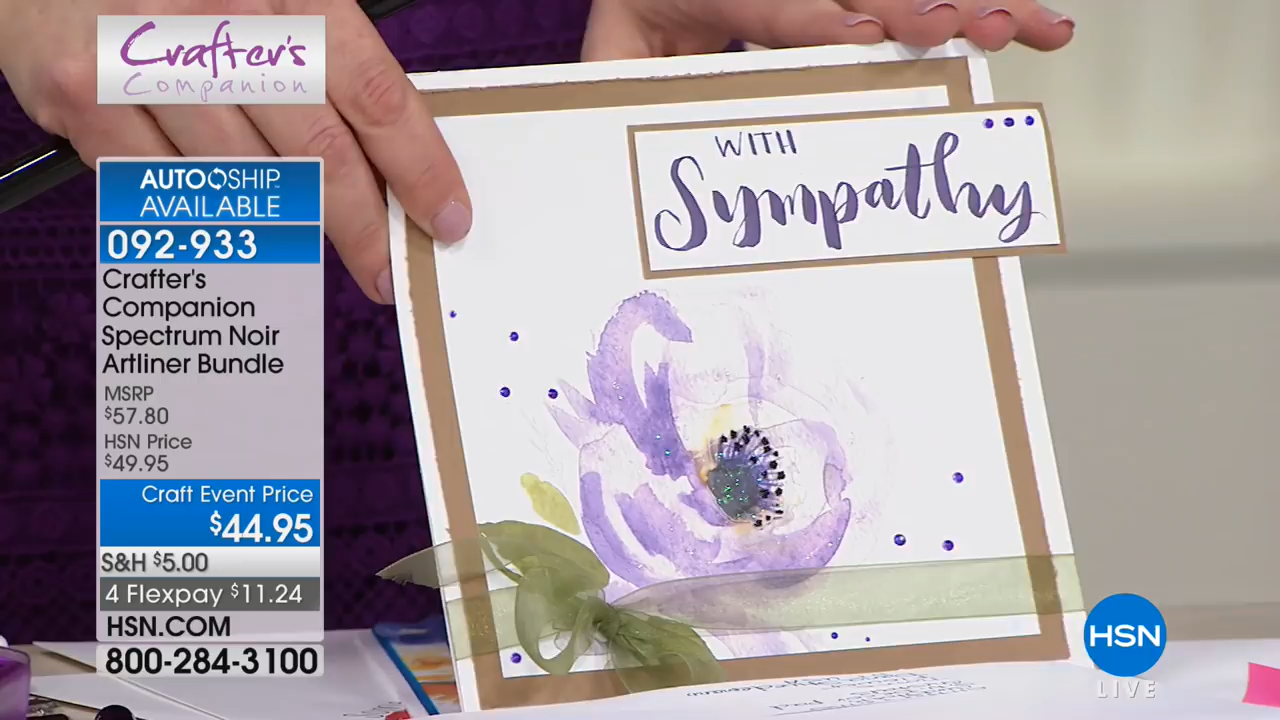 Crafter's
Companion
AUTOSHIP
AVAILABLE
092-933
Crafter's
Companion
Spectrum Noir
Artliner Bundle
MSRP
$57.80
HSN Price
$49.95
Craft Event Price
$44.95
S&H $5.00
4 Flexpay $11.24
HSN.COM
800-284-3100
WITH
Sympathy
HSN
LIVE